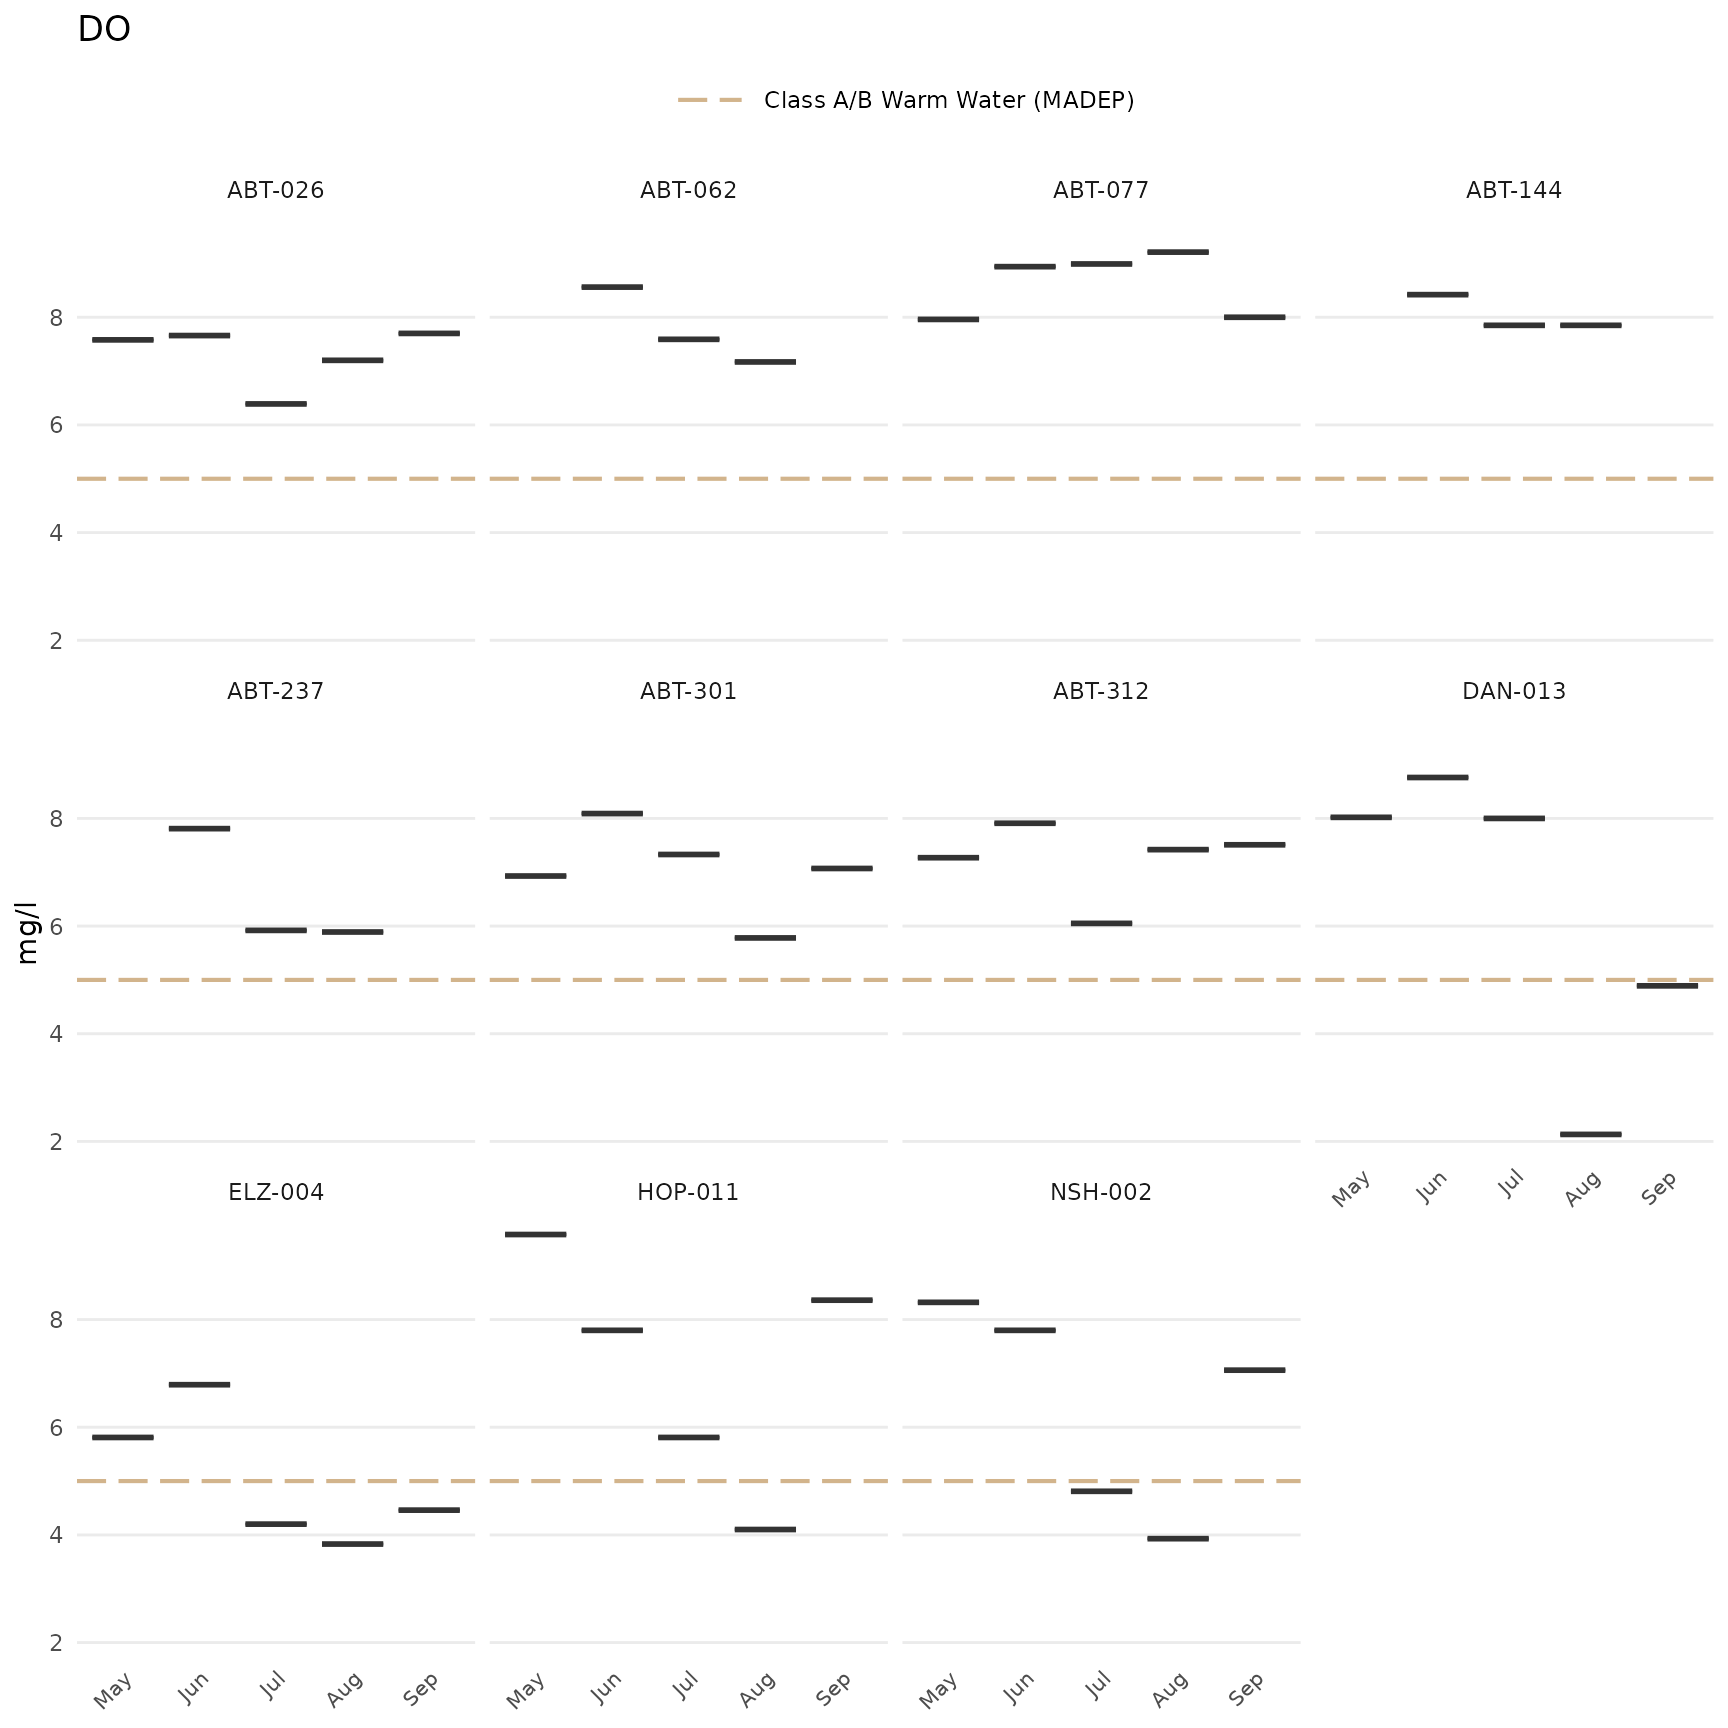 DO
Class A/B Warm Water (MADEP)
ABT-026 ABT-062 ABT-077 ABT-144
8
6
4
2
ABT-237 ABT-301 ABT-312 DAN-013
8
mg/l
6
4
2
May Jun Jul Aug Sep
ELZ-004 HOP-011 NSH-002
8
6
4
2
May Jun Jul Aug Sep May Jun Jul Aug Sep May Jun Jul Aug Sep